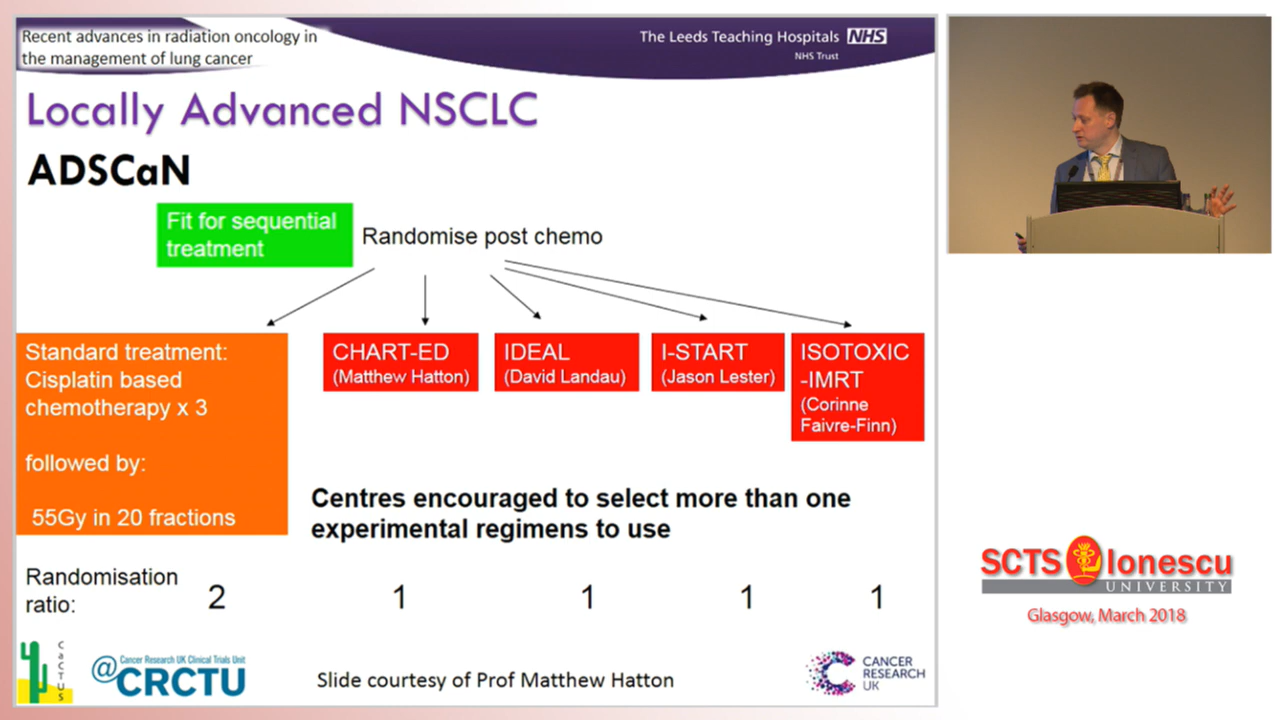 Recent advances in radiation oncology in
the management of lung cancer
The Leeds Teaching Hospitals NHS
NHS Trust
Locally Advanced NSCLC
ADSCaN
Fit for sequential
treatment
Randomise post chemo
Standard treatment:
Cisplatin based
chemotherapy x 3
followed by:
55Gy in 20 fractions
CHART-ED
(Matthew Hatton)
IDEAL
(David Landau)
I-START
(Jason Lester)
ISOTOXIC
-IMRT
(Corinne
Faivre-Finn)
Centres encouraged to select more than one
experimental regimens to use
Randomisation
ratio:
2 1 1 1 1
CaCTUS
@CRCTU
Cancer Research UK Clinical Trials Unit
Slide courtesy of Prof Matthew Hatton
CANCER
RESEARCH
UK
SCTS Ionescu
UNIVERSITY
Glasgow, March 2018